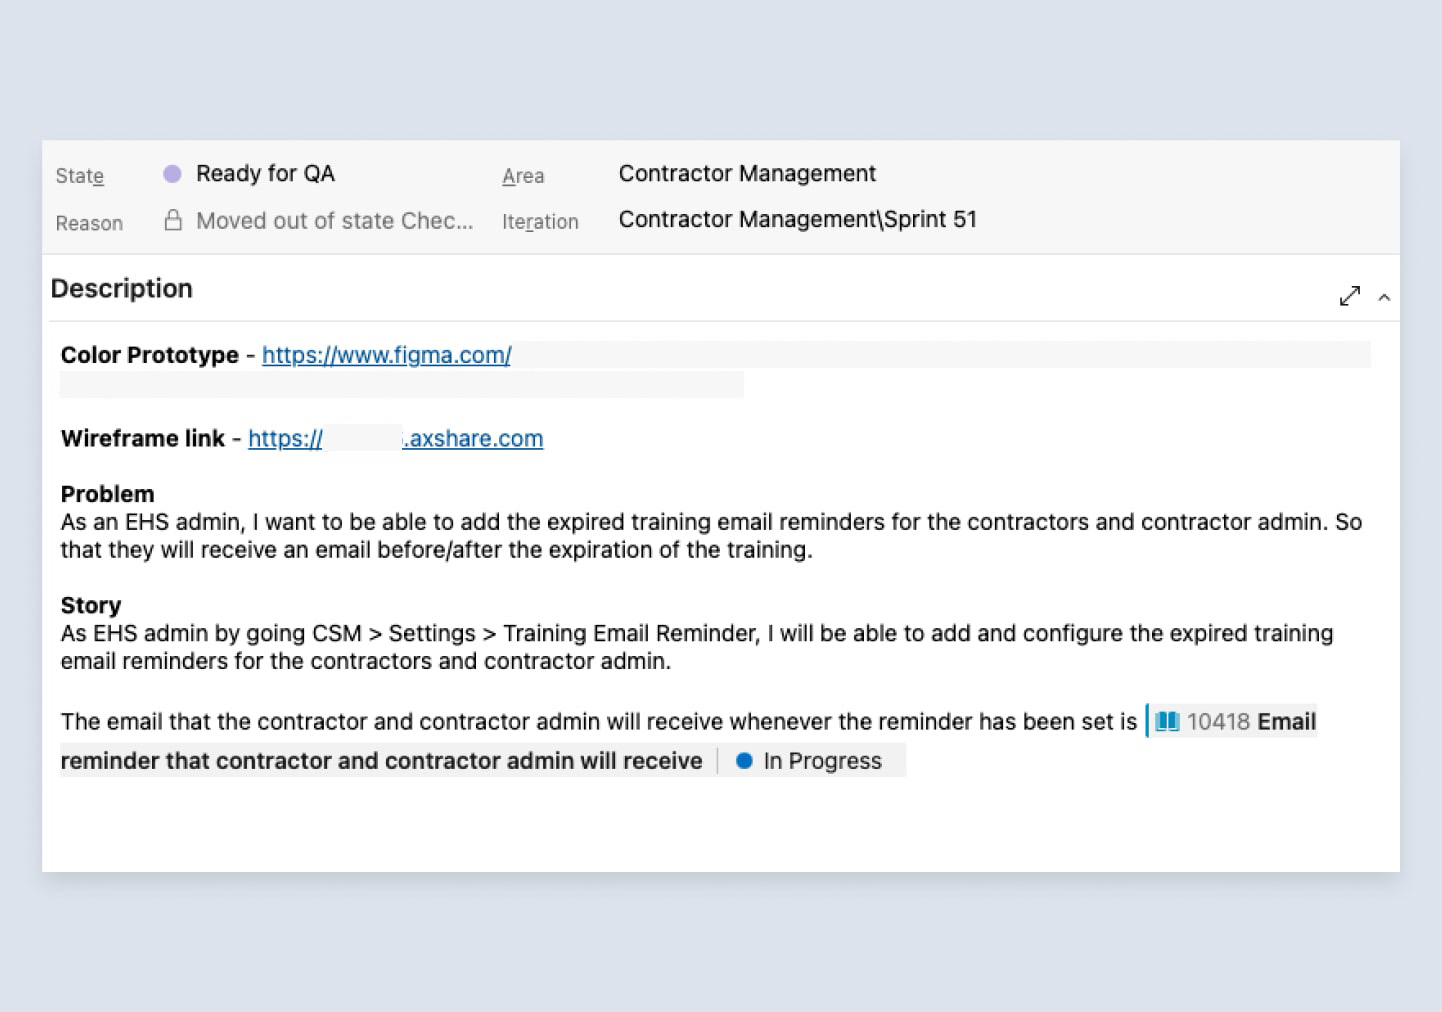 State Ready for QA Area Contractor Management
Reason Moved out of state Chec... Iteration Contractor Management\Sprint 51
Description
Color Prototype - https://www.figma.com/
Wireframe link - https:// .axshare.com
Problem
As an EHS admin, I want to be able to add the expired training email reminders for the contractors and contractor admin. So
that they will receive an email before/after the expiration of the training.
Story
As EHS admin by going CSM > Settings > Training Email Reminder, I will be able to add and configure the expired training
email reminders for the contractors and contractor admin.
The email that the contractor and contractor admin will receive whenever the reminder has been set is 10418 Email
reminder that contractor and contractor admin will receive In Progress